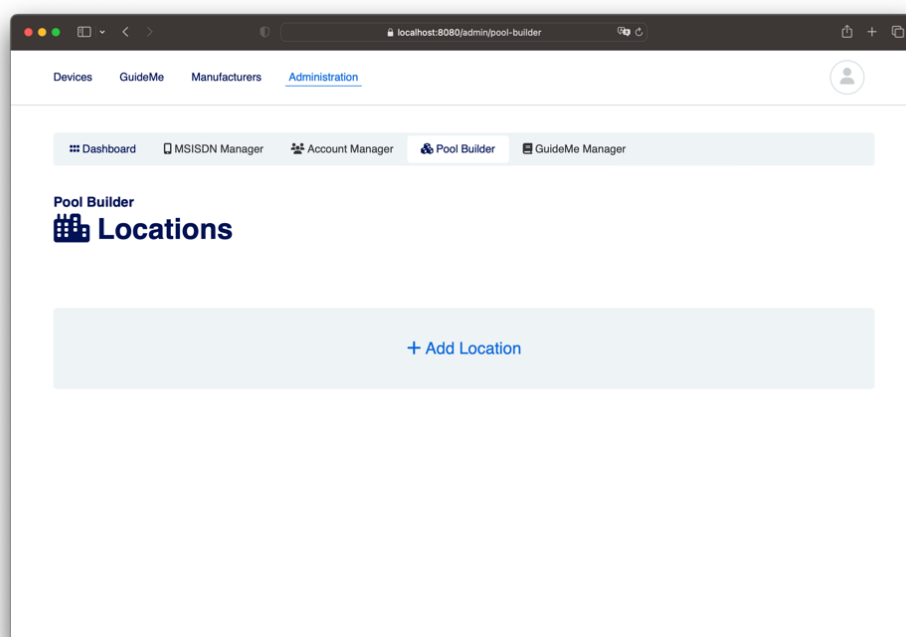 localhost:8080/admin/pool-builder
Devices GuideMe Manufacturers Administration
Dashboard MSISDN Manager Account Manager Pool Builder GuideMe Manager
Pool Builder
Locations
+ Add Location